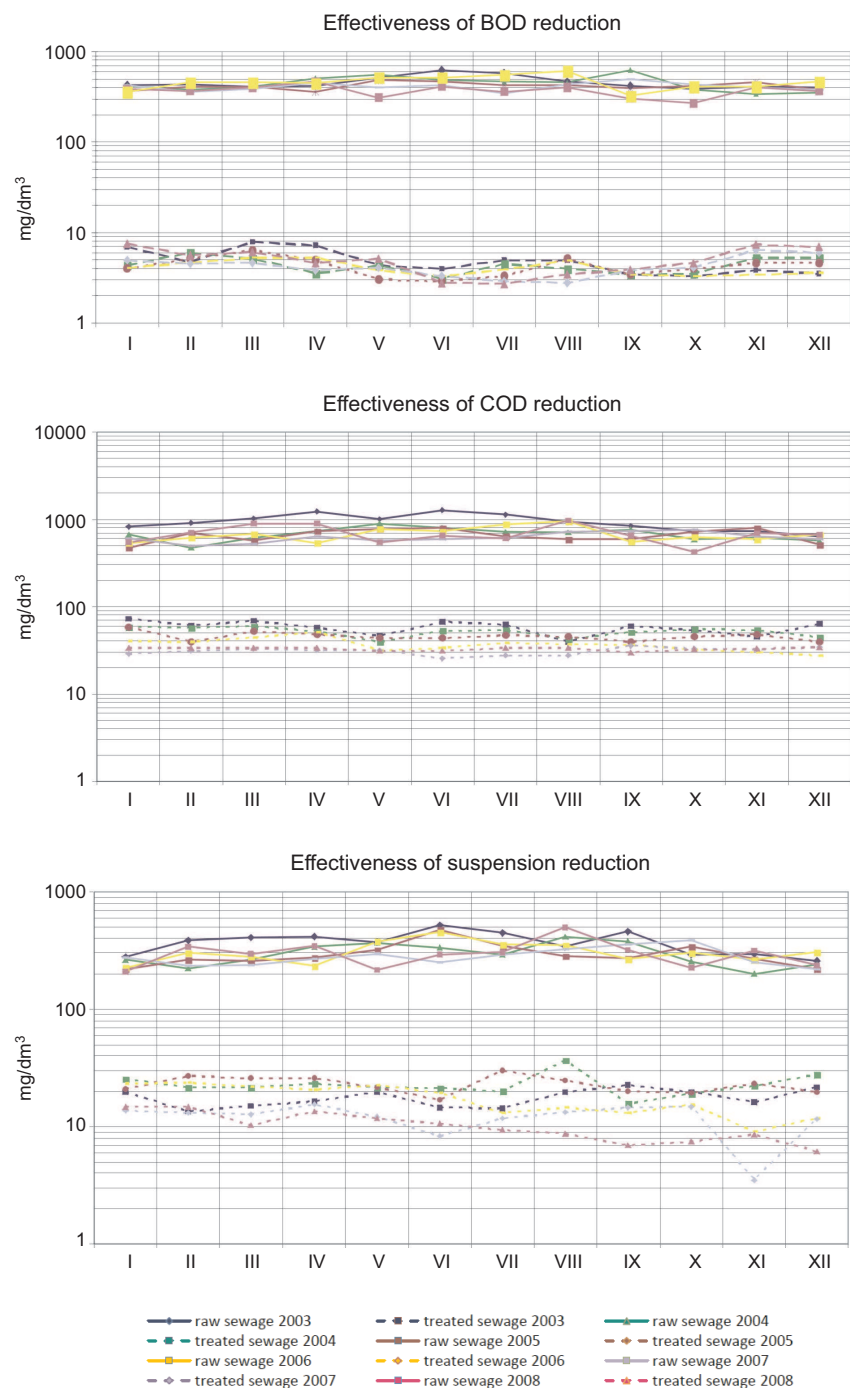 Effectiveness of BOD reduction
1000
100
10
1
mg/dm³
I II III IV V VI VII VIII IX X XI XII
Effectiveness of COD reduction
10000
1000
100
10
1
mg/dm³
I II III IV V VI VII VIII IX X XI XII
Effectiveness of suspension reduction
1000
100
10
1
mg/dm³
I II III IV V VI VII VIII IX X XI XII
raw sewage 2003 treated sewage 2003 raw sewage 2004
treated sewage 2004 raw sewage 2005 treated sewage 2005
raw sewage 2006 treated sewage 2006 raw sewage 2007
treated sewage 2007 raw sewage 2008 treated sewage 2008